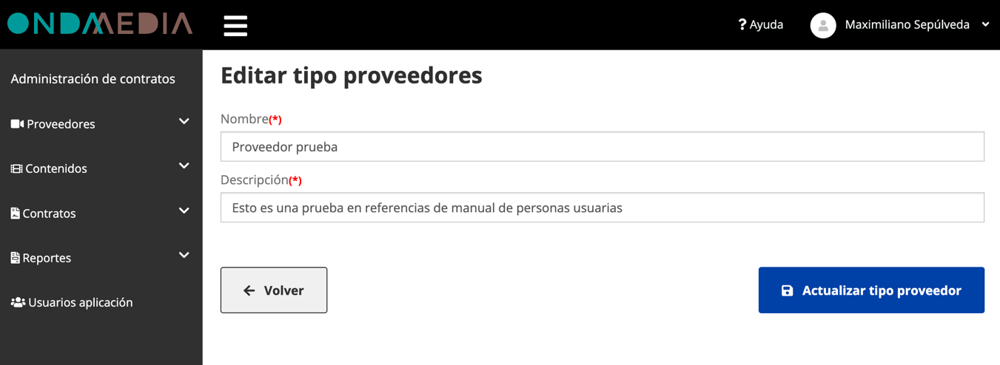 ONDAMEDIA
? Ayuda
Maximiliano Sepúlveda
Administración de contratos
Proveedores
Contenidos
Contratos
Reportes
Usuarios aplicación
Editar tipo proveedores
Nombre(*)
Proveedor prueba
Descripción(*)
Esto es una prueba en referencias de manual de personas usuarias
Volver
Actualizar tipo proveedor